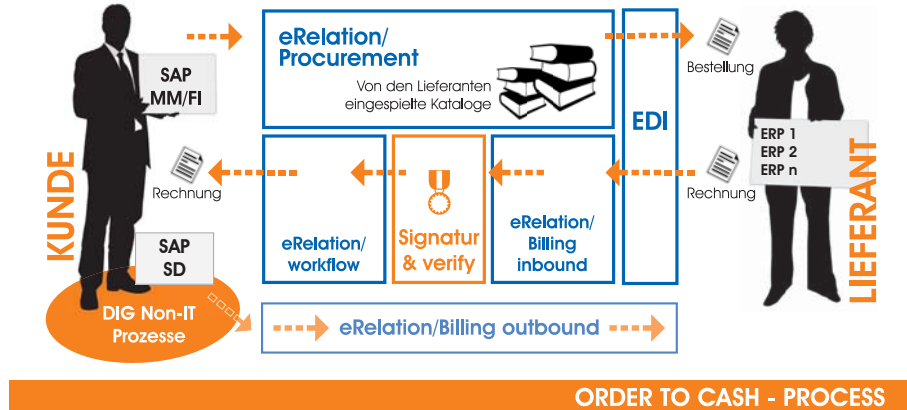 eRelation/
Procurement
Von den Lieferanten
eingespielte Kataloge
SAP
MM/FI
Bestellung
EDI
ERP 1
ERP 2
ERP n
KUNDE
LIEFERANT
Rechnung
Rechnung
eRelation/
workflow
Signatur
& verify
eRelation/
Billing
inbound
SAP
SD
DIG Non-IT
Prozesse
eRelation/Billing outbound
ORDER TO CASH - PROCESS